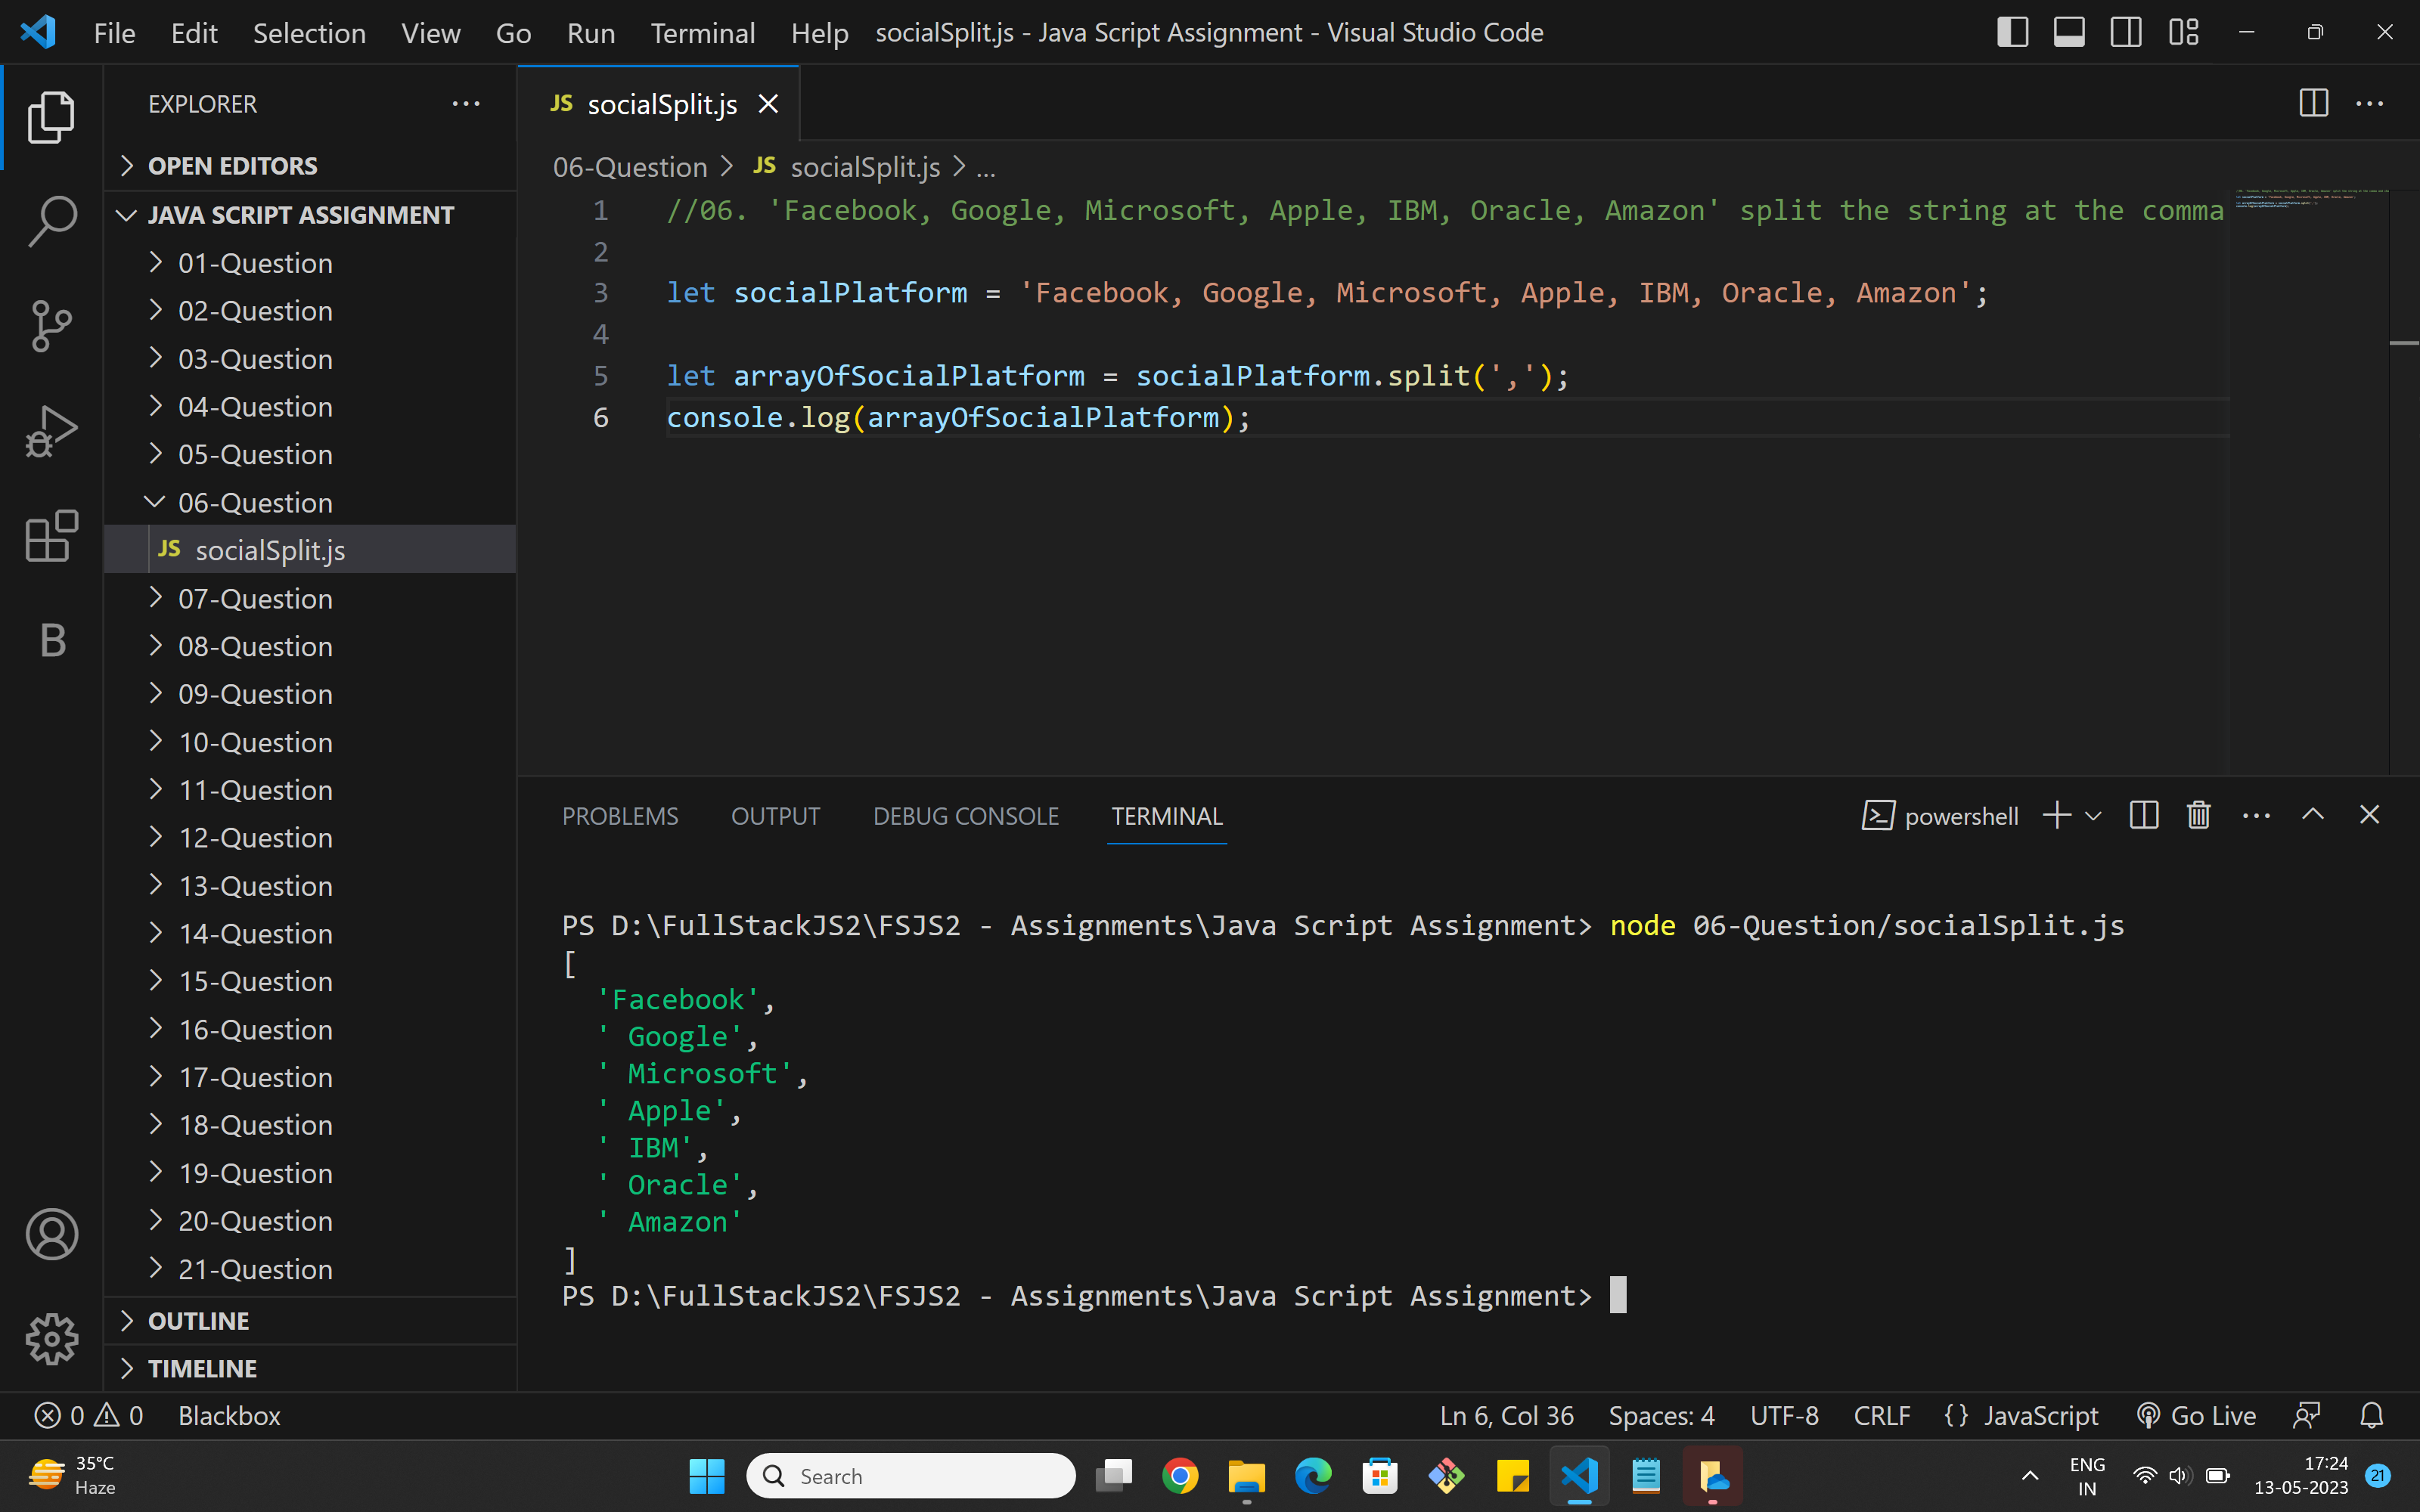 File Edit Selection View Go Run Terminal Help socialSplit.js - Java Script Assignment - Visual Studio Code
EXPLORER
OPEN EDITORS
JAVA SCRIPT ASSIGNMENT
01-Question
02-Question
03-Question
04-Question
05-Question
06-Question
JS socialSplit.js
07-Question
08-Question
09-Question
10-Question
11-Question
12-Question
13-Question
14-Question
15-Question
16-Question
17-Question
18-Question
19-Question
20-Question
21-Question
OUTLINE
TIMELINE
B
JS socialSplit.js
06-Question > JS socialSplit.js > ...
1 //06. 'Facebook, Google, Microsoft, Apple, IBM, Oracle, Amazon' split the string at the comma
2
3 let socialPlatform = 'Facebook, Google, Microsoft, Apple, IBM, Oracle, Amazon';
4
5 let arrayOfSocialPlatform = socialPlatform.split(',');
6 console.log(arrayOfSocialPlatform);
PROBLEMS OUTPUT DEBUG CONSOLE TERMINAL powershell
PS D:\FullStackJS2\FSJS2 - Assignments\Java Script Assignment> node 06-Question/socialSplit.js
[
'Facebook',
' Google',
' Microsoft',
' Apple',
' IBM',
' Oracle',
' Amazon'
]
PS D:\FullStackJS2\FSJS2 - Assignments\Java Script Assignment>
0 0 Blackbox Ln 6, Col 36 Spaces: 4 UTF-8 CRLF {} JavaScript Go Live
35°C
Haze
Search
ENG
IN
17:24
13-05-2023
21